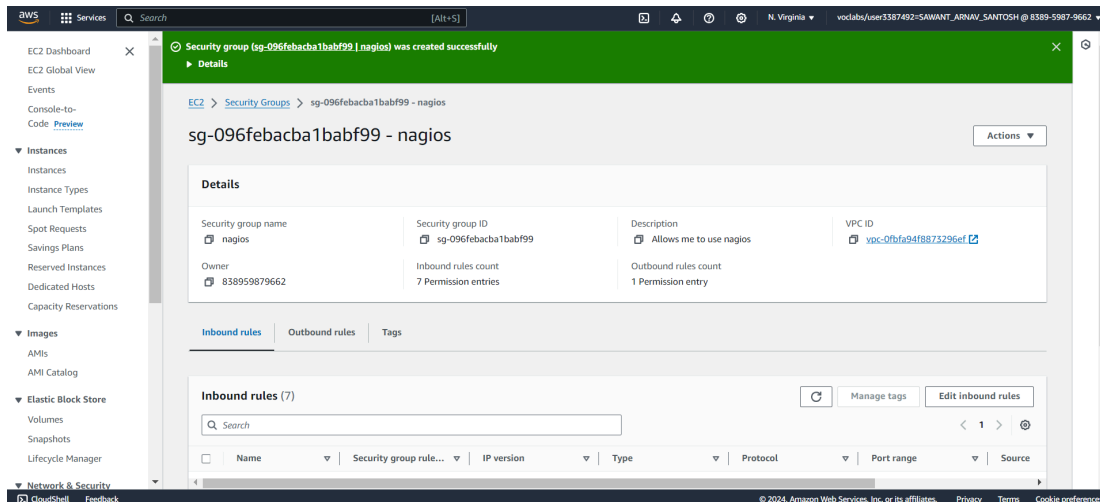 aws Services Search [Alt+S] N. Virginia voclabs/user3387492=SAWANT_ARNAV_SANTOSH @ 8389-5987-9662
EC2 Dashboard
EC2 Global View
Events
Console-to-
Code Preview
Instances
Instances
Instance Types
Launch Templates
Spot Requests
Savings Plans
Reserved Instances
Dedicated Hosts
Capacity Reservations
Images
AMIs
AMI Catalog
Elastic Block Store
Volumes
Snapshots
Lifecycle Manager
Network & Security
Security group (sg-096febacba1babf99 | nagios) was created successfully
Details
EC2 > Security Groups > sg-096febacba1babf99 - nagios
sg-096febacba1babf99 - nagios
Actions
Details
Security group name
nagios
Security group ID
sg-096febacba1babf99
Description
Allows me to use nagios
VPC ID
vpc-0fbfa94f8873296ef
Owner
838959879662
Inbound rules count
7 Permission entries
Outbound rules count
1 Permission entry
Inbound rules Outbound rules Tags
Inbound rules (7)
Manage tags Edit inbound rules
Search
1
Name Security group rule... IP version Type Protocol Port range Source
CloudShell Feedback © 2024, Amazon Web Services, Inc. or its affiliates. Privacy Terms Cookie preferences